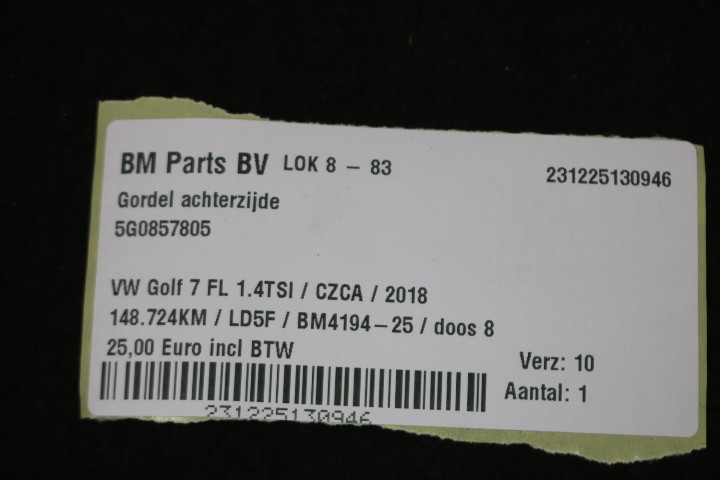 BM Parts BV LOK 8 - 83 231225130946
Gordel achterzijde
5G0857805
VW Golf 7 FL 1.4TSI / CZCA / 2018
148.724KM / LD5F / BM4194-25 / doos 8
25,00 Euro incl BTW
Verz: 10
Aantal: 1
231225130946